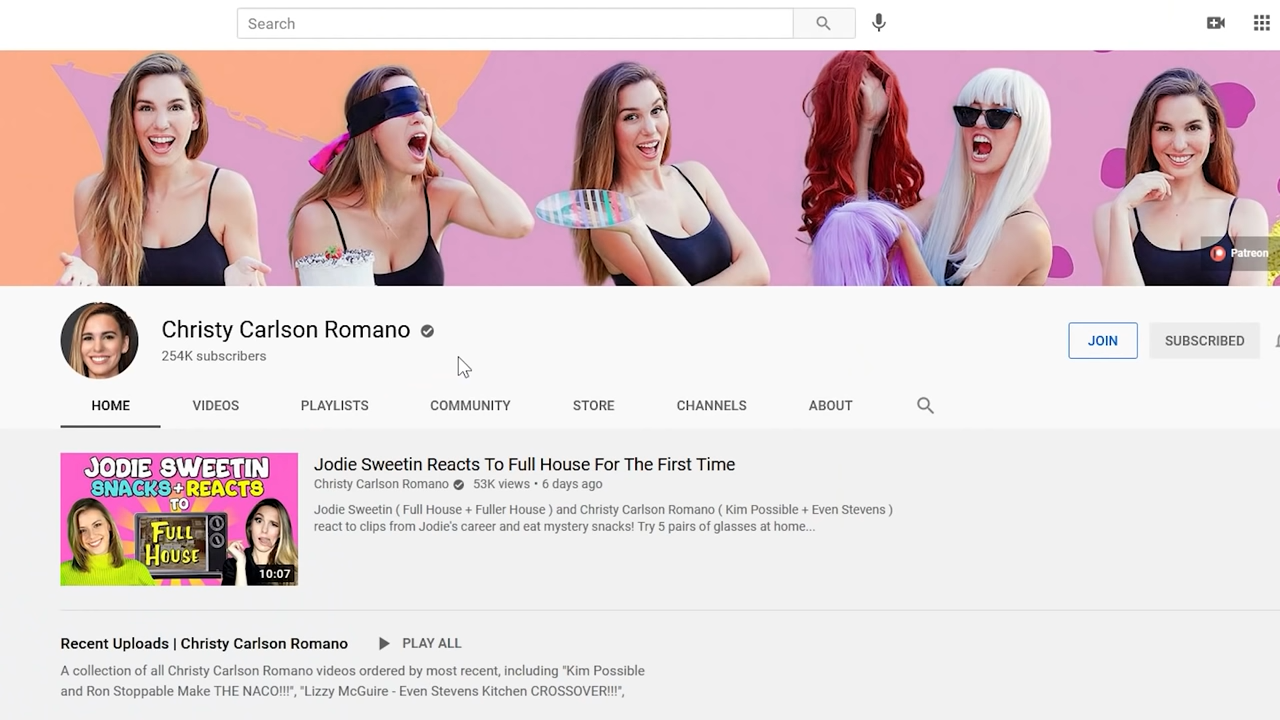 Search
Patreon
Christy Carlson Romano
254K subscribers
JOIN
SUBSCRIBED
HOME
VIDEOS
PLAYLISTS
COMMUNITY
STORE
CHANNELS
ABOUT
JODIE SWEETIN
SNACKS + REACTS
TO
FULL
HOUSE
10:07
Jodie Sweetin Reacts To Full House For The First Time
Christy Carlson Romano 53K views • 6 days ago
Jodie Sweetin ( Full House + Fuller House ) and Christy Carlson Romano ( Kim Possible + Even Stevens )
react to clips from Jodie's career and eat mystery snacks! Try 5 pairs of glasses at home...
Recent Uploads | Christy Carlson Romano
PLAY ALL
A collection of all Christy Carlson Romano videos ordered by most recent, including "Kim Possible
and Ron Stoppable Make THE NACO!!!", "Lizzy McGuire - Even Stevens Kitchen CROSSOVER!!!",